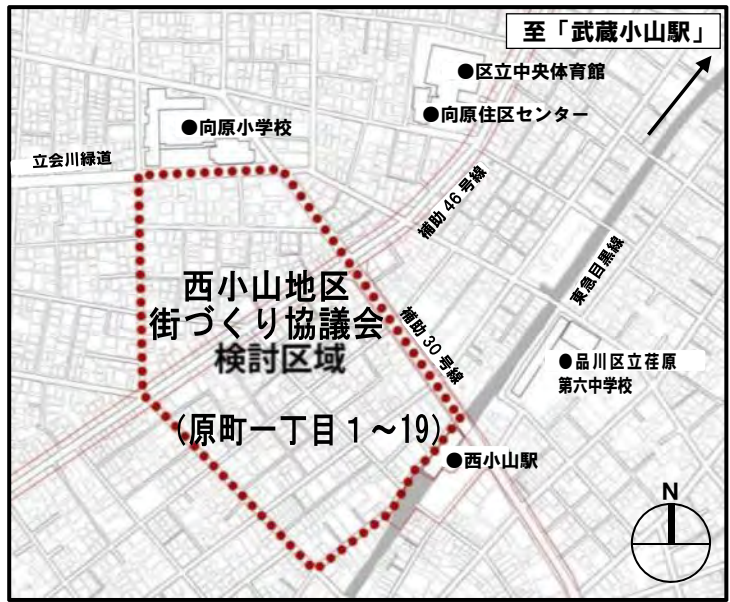 至「武蔵小山駅」
●区立中央体育館
●向原住区センター
●向原小学校
立会川緑道
補助46号線
東急目黒線
西小山地区
街づくり協議会
検討区域
補助30号線
●品川区立荏原
第六中学校
(原町一丁目1～19)
●西小山駅
N